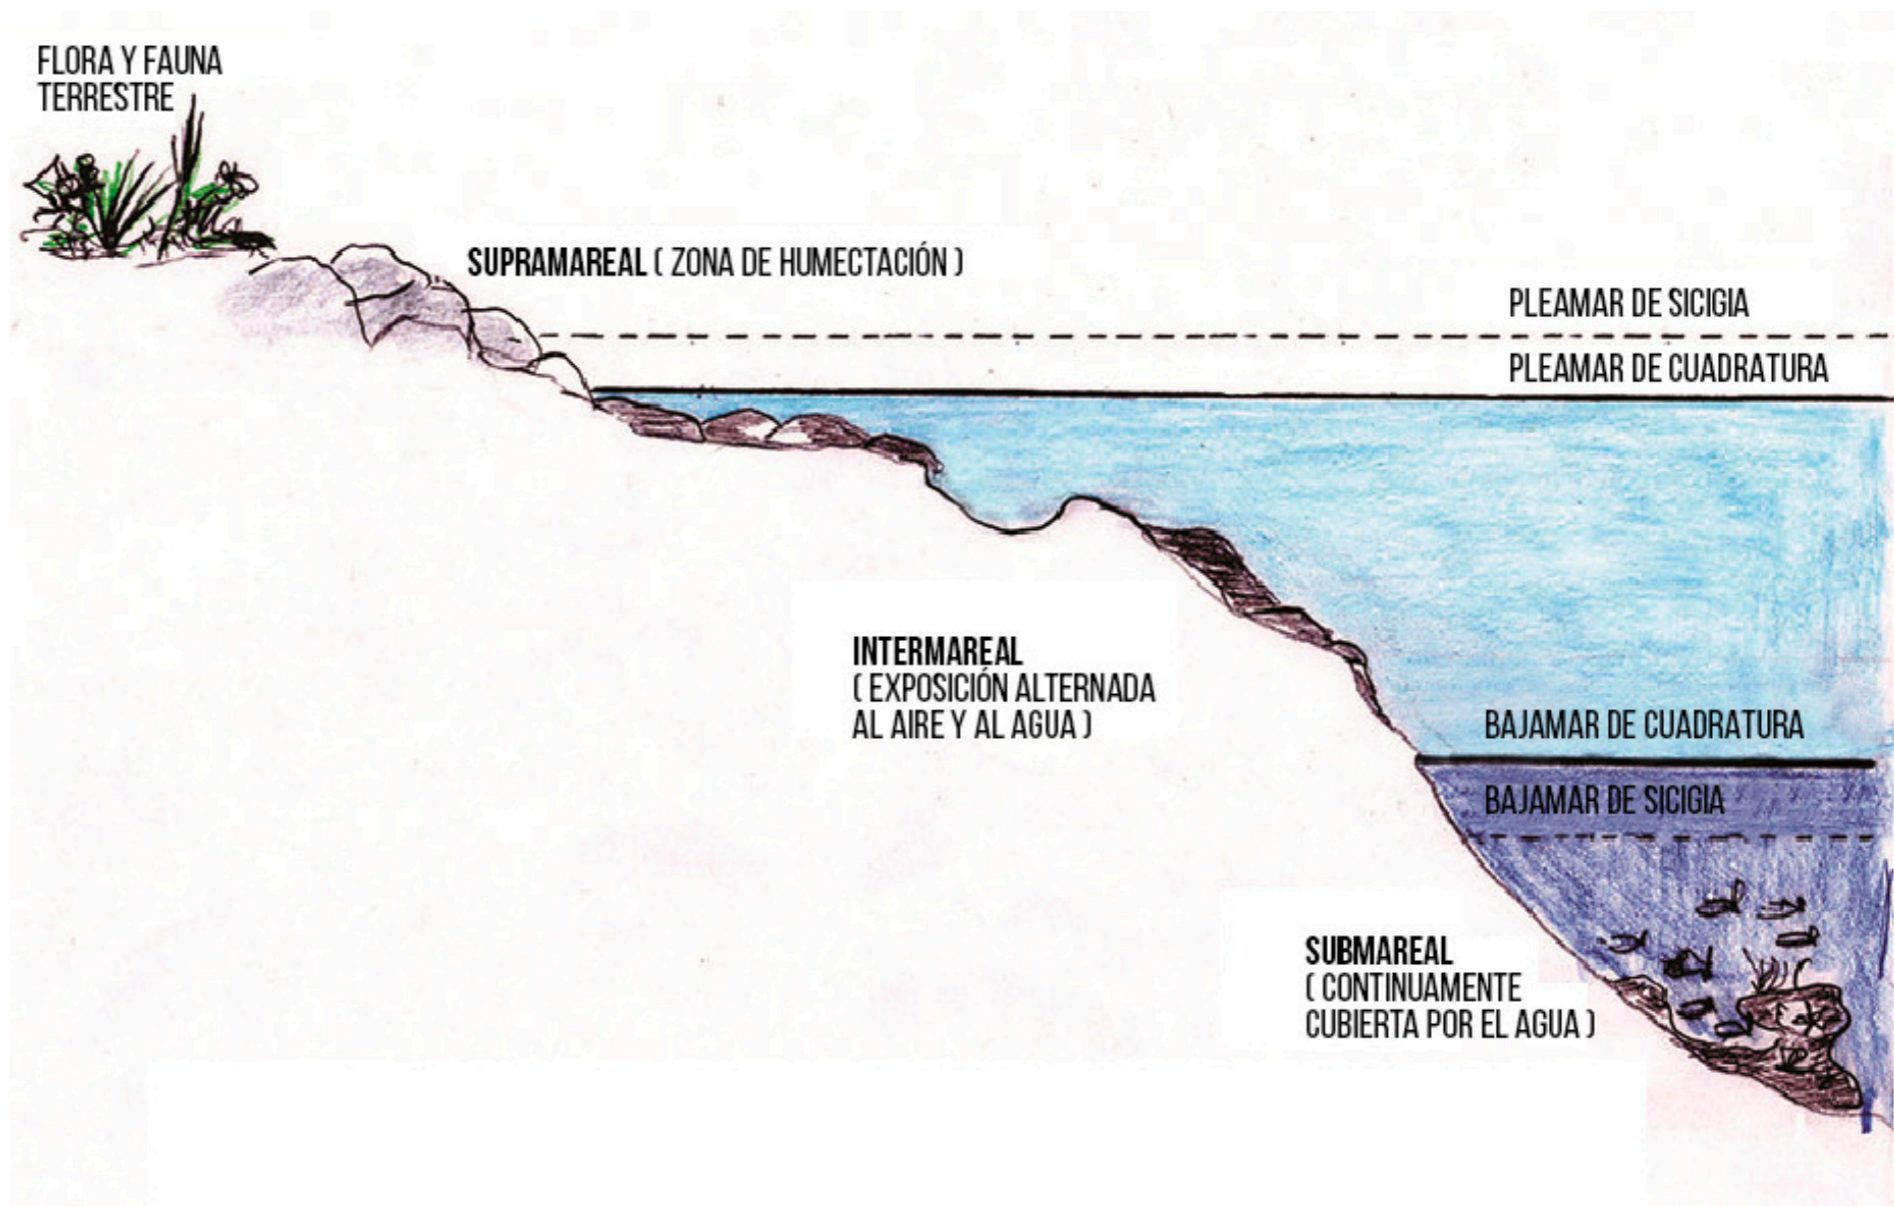 FLORA Y FAUNA
TERRESTRE
SUPRAMAREAL ( ZONA DE HUMECTACIÓN )
PLEAMAR DE SICIGIA
PLEAMAR DE CUADRATURA
INTERMAREAL
( EXPOSICIÓN ALTERNADA
AL AIRE Y AL AGUA )
BAJAMAR DE CUADRATURA
BAJAMAR DE SICIGIA
SUBMAREAL
( CONTINUAMENTE
CUBIERTA POR EL AGUA )